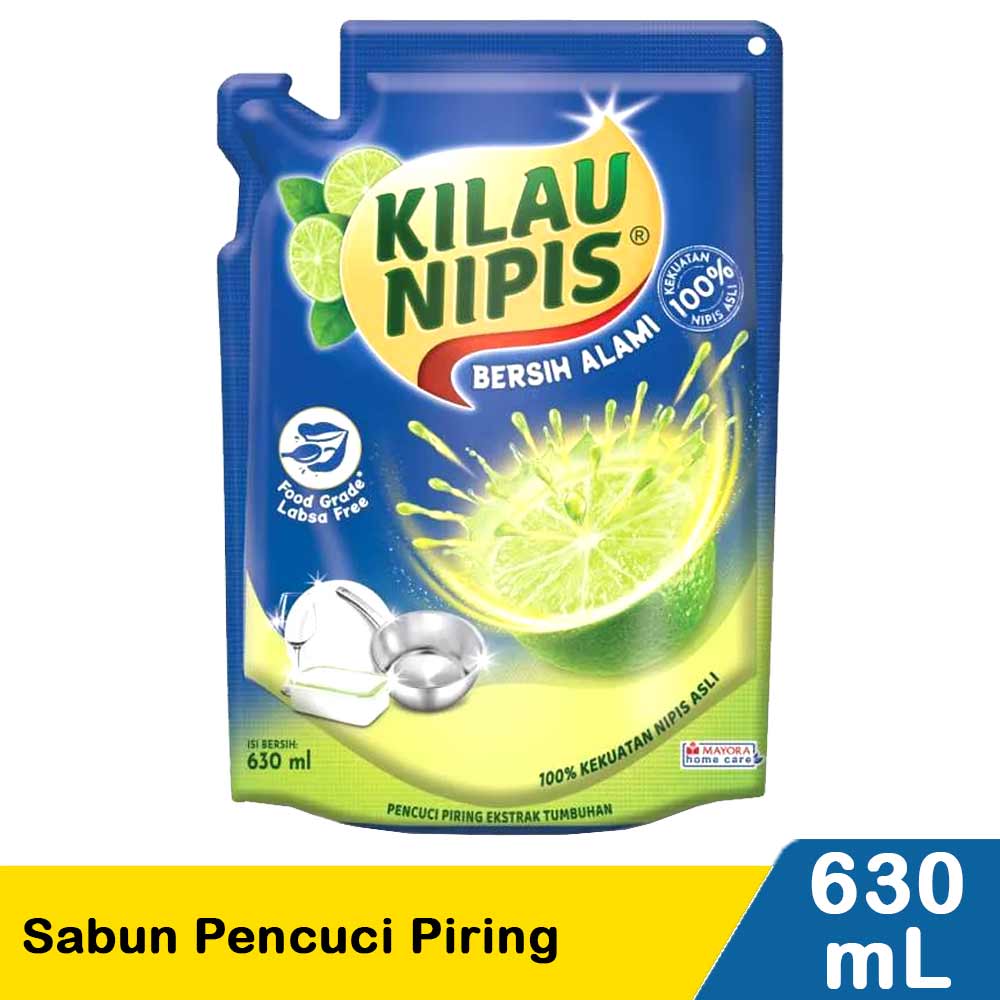 KILAU
NIPIS®
BERSIH ALAMI
KEKUATAN
100%
NIPIS ASLI
Food Grade*
Labsa Free
ISI BERSIH:
630 ml
100% KEKUATAN NIPIS ASLI
MAYORA
home care
PENCUCI PIRING EKSTRAK TUMBUHAN
Sabun Pencuci Piring
630
mL